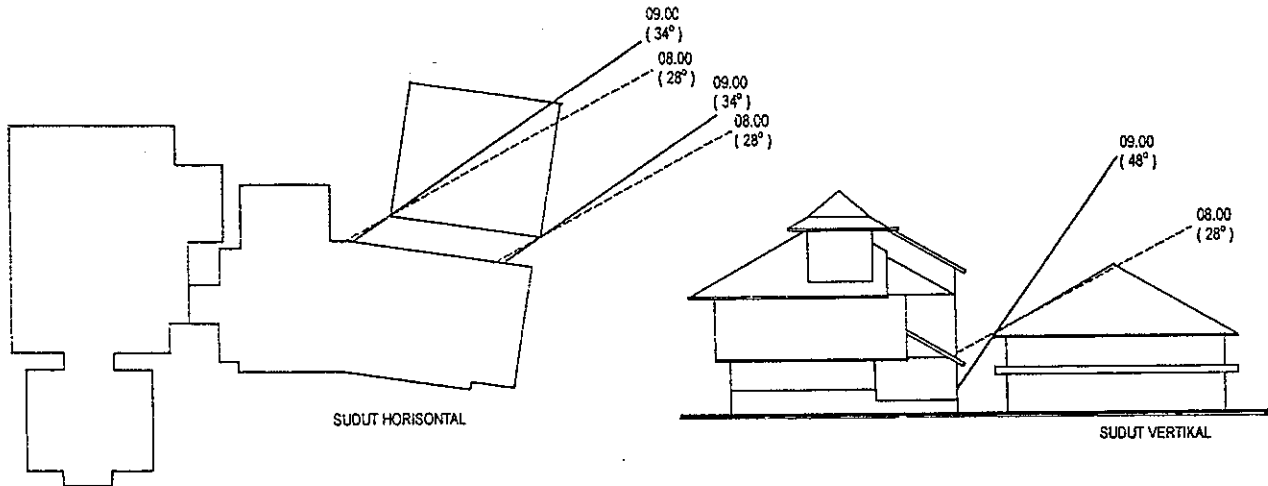 09.00
( 34° )
08.00
( 28° )
09.00
( 34° )
08.00
( 28° )
SUDUT HORISONTAL
09.00
( 48° )
08.00
( 28° )
SUDUT VERTIKAL